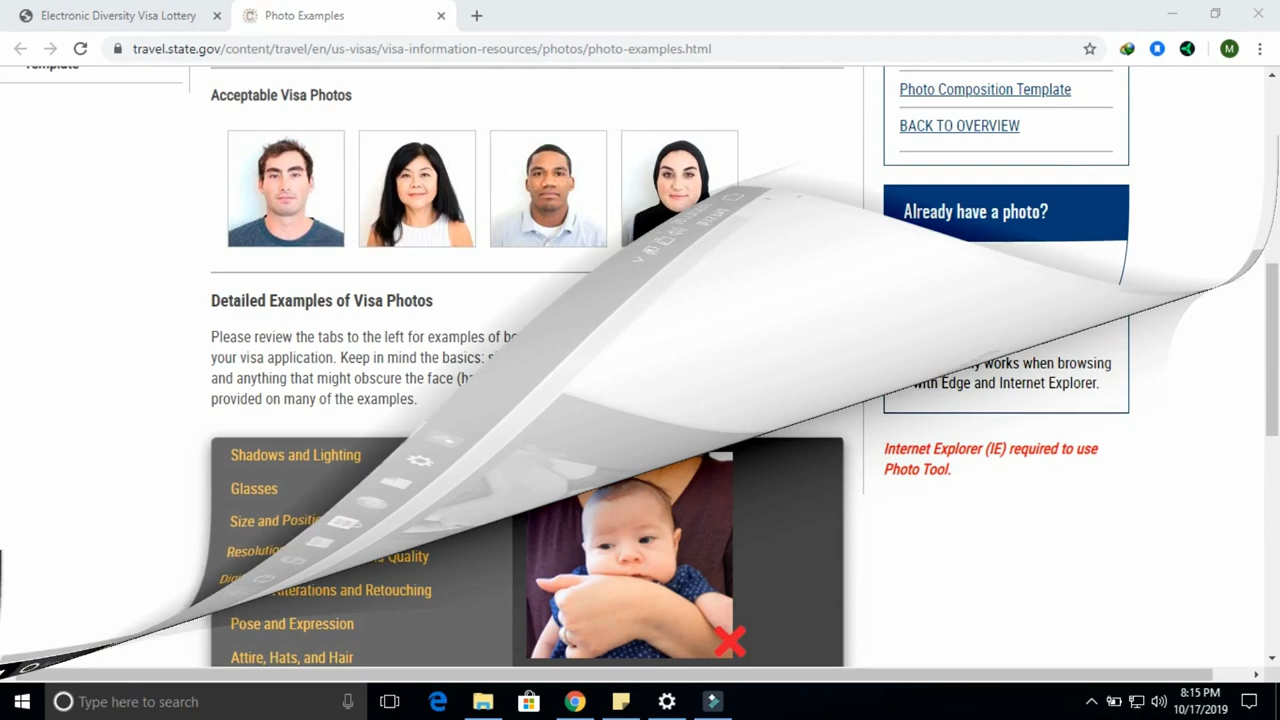 Electronic Diversity Visa Lottery
Photo Examples
travel.state.gov/content/travel/en/us-visas/visa-information-resources/photos/photo-examples.html
M
Template
Acceptable Visa Photos
Photo Composition Template
BACK TO OVERVIEW
Already have a photo?
Detailed Examples of Visa Photos
Please review the tabs to the left for examples of
your visa application. Keep in mind the basics:
and anything that might obscure the face
provided on many of the examples.
works when browsing
with Edge and Internet Explorer.
Internet Explorer (IE) required to use
Photo Tool.
Shadows and Lighting
Glasses
Size and
Quality
Alterations and Retouching
Pose and Expression
Attire, Hats, and Hair
Type here to search
8:15 PM
10/17/2019